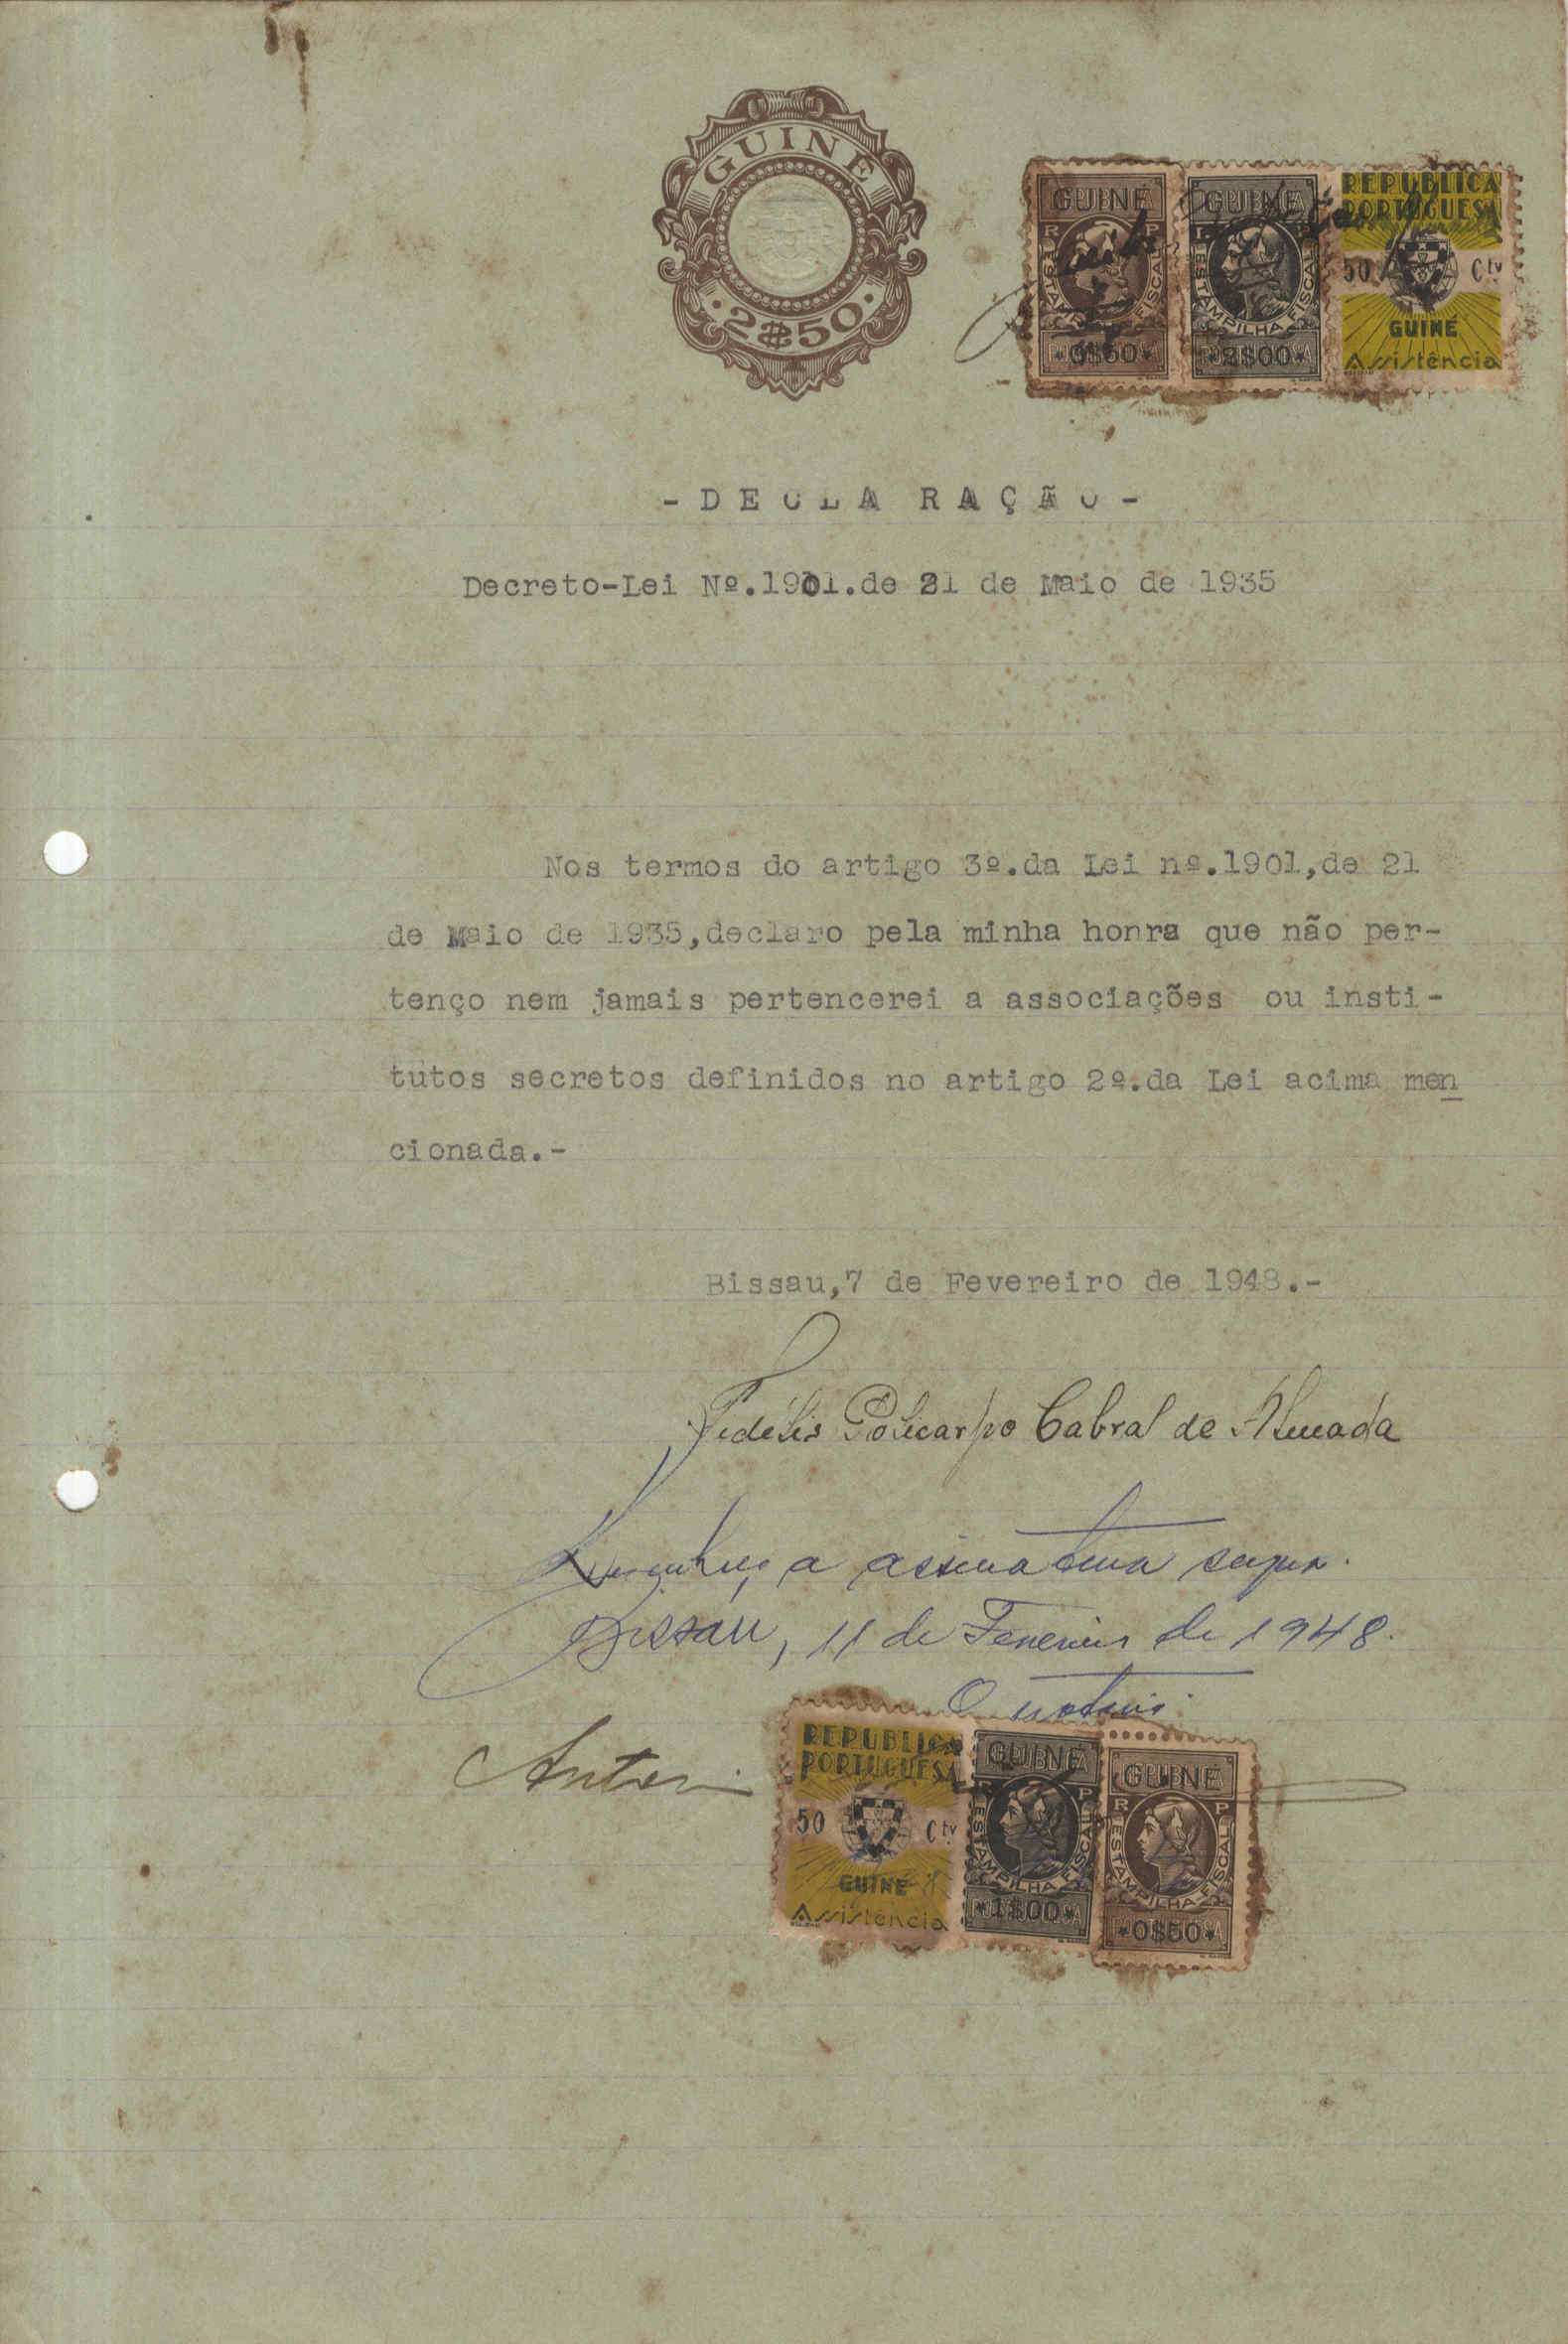 GUINÉ
2$50
GUINÉ
R P
ESTAMPILHA FISCAL
*0$50*
GUINÉ
ESTAMPILHA FISCAL
*2$00*
REPUBLICA
PORTUGUESA
50 Ctv
GUINÉ
Assistência
- D E C L A R A Ç Ã O -
Decreto-Lei Nº.1901.de 21 de Maio de 1935
Nos termos do artigo 3º.da Lei nº.1901,de 21
de Maio de 1935,declaro pela minha honra que não per-
tenço nem jamais pertencerei a associações ou insti-
tutos secretos definidos no artigo 2º.da Lei acima men
cionada.-
Bissau,7 de Fevereiro de 1948.-
Fidélis Policarpo Cabral de Almada
a assinatura supra.
Bissau, 11 de Fevereiro de 1948.
O notário
REPUBLICA
PORTUGUESA
50 Ctv
GUINÉ
Assistência
GUINÉ
R P
ESTAMPILHA FISCAL
*1$00*
GUINÉ
R P
ESTAMPILHA FISCAL
*0$50*